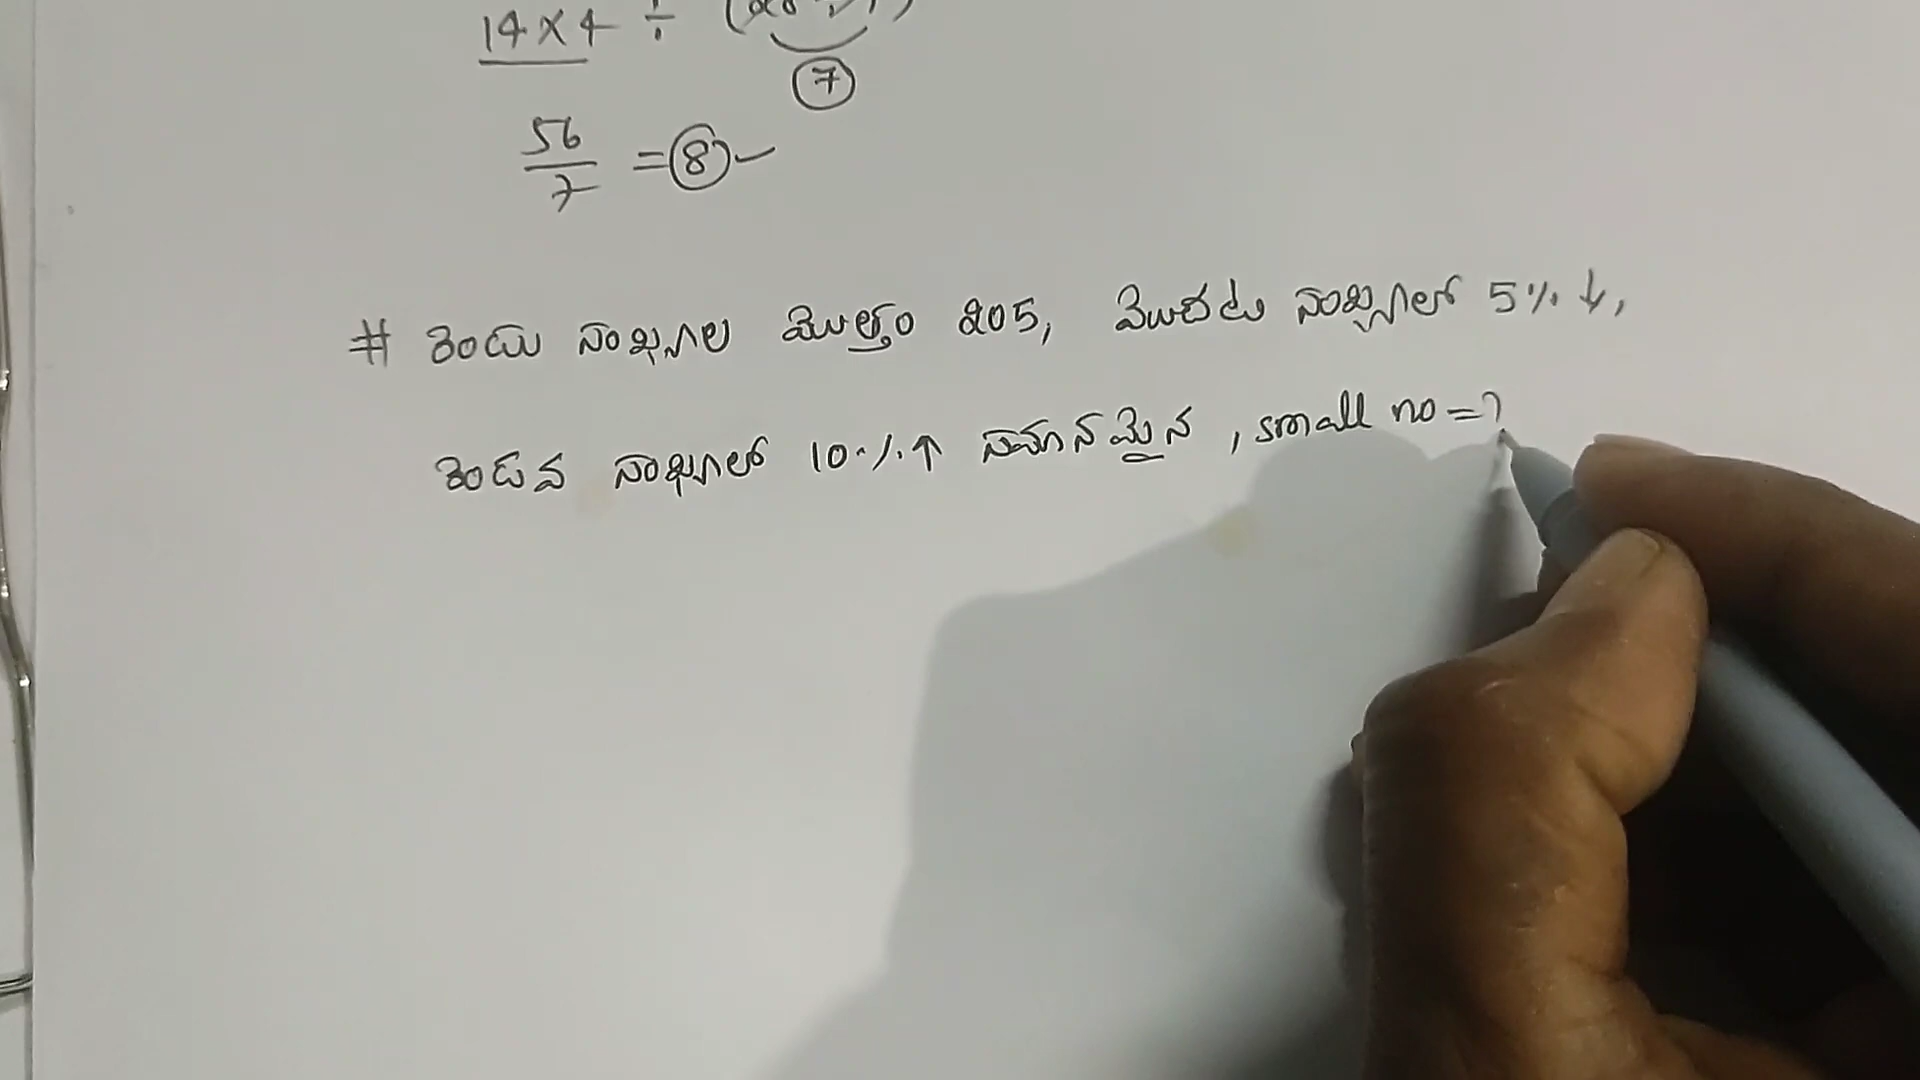 14 × 4 ÷
7
56/7 = 8
# రెండు సంఖ్యల మొత్తం 205, మొదటి సంఖ్యలో 5% ↓,
రెండవ సంఖ్యలో 10% ↑ సమానమైన, small no = ?